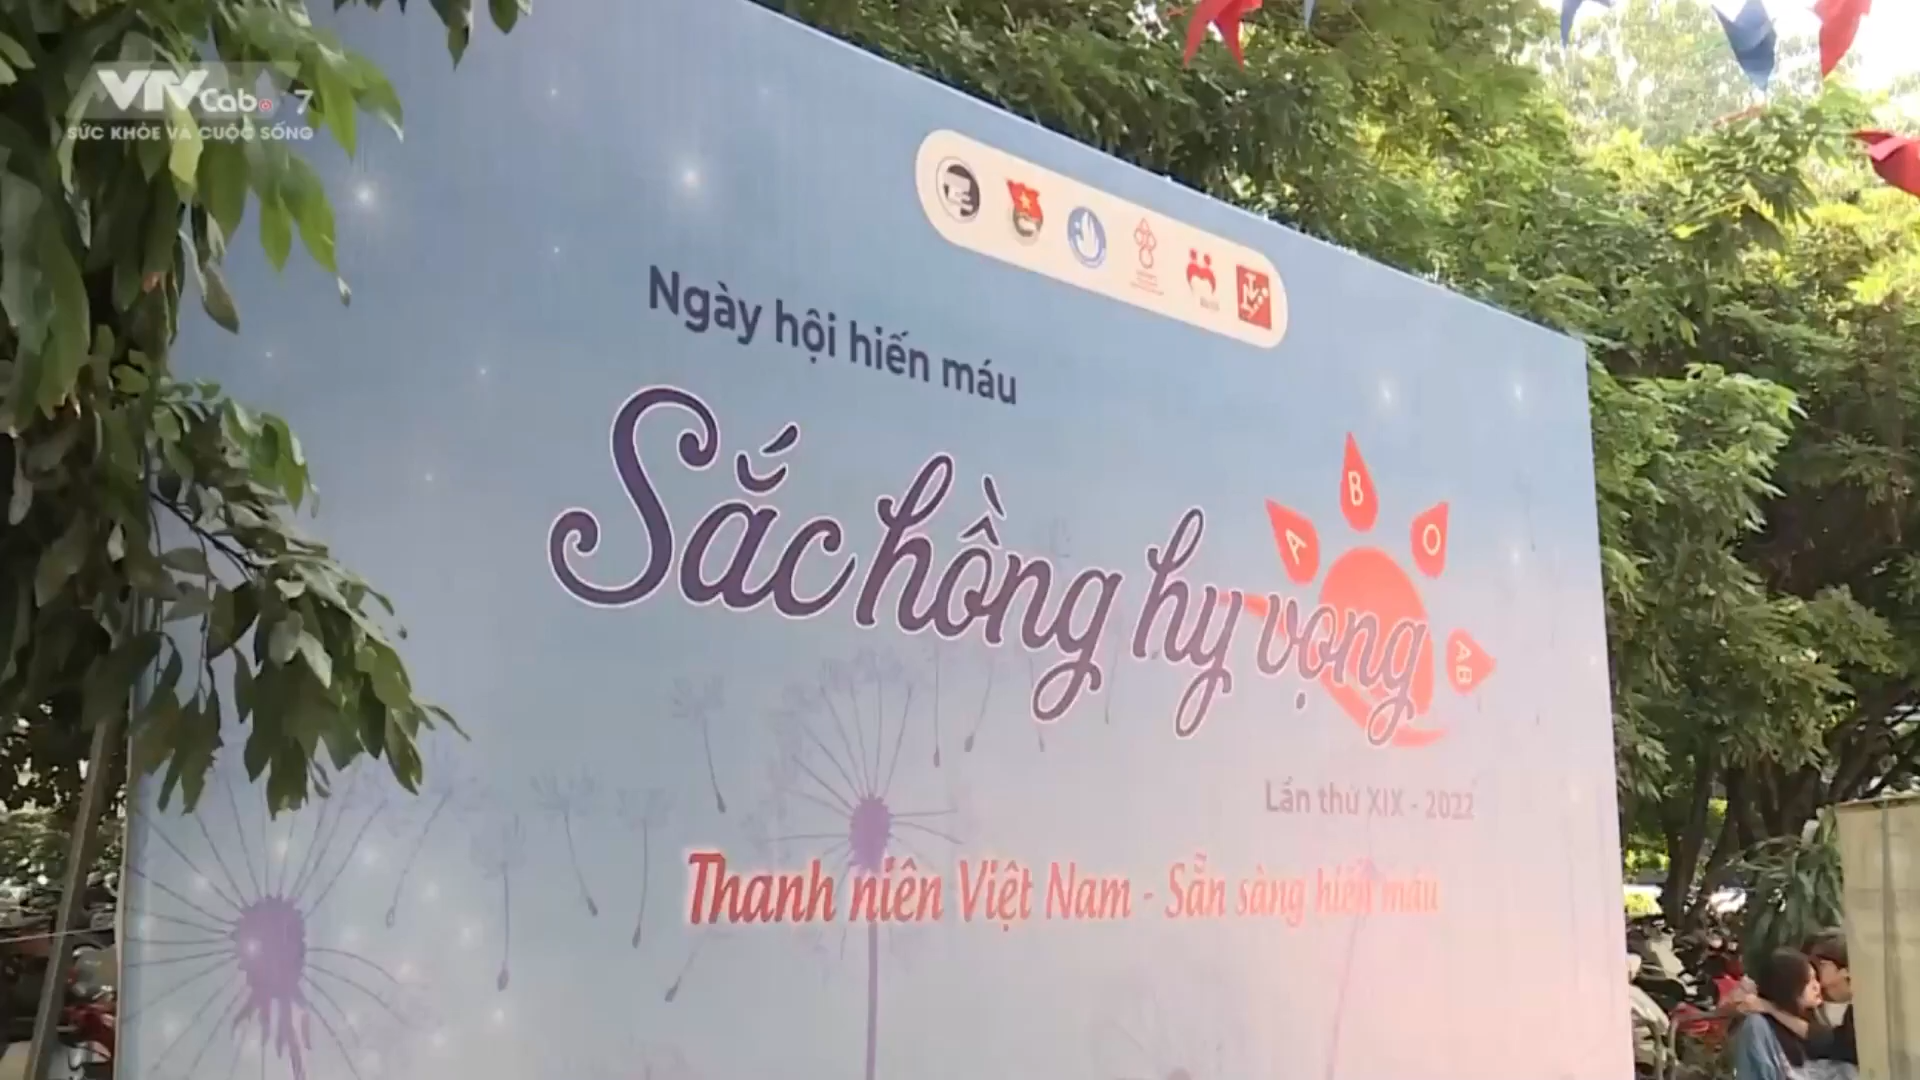 VTVCab 7
SỨC KHỎE VÀ CUỘC SỐNG
Ngày hội hiến máu
Sắc hồng hy vọng
A
B
O
AB
Lần thứ XIX - 2022
Thanh niên Việt Nam - Sẵn sàng hiến máu